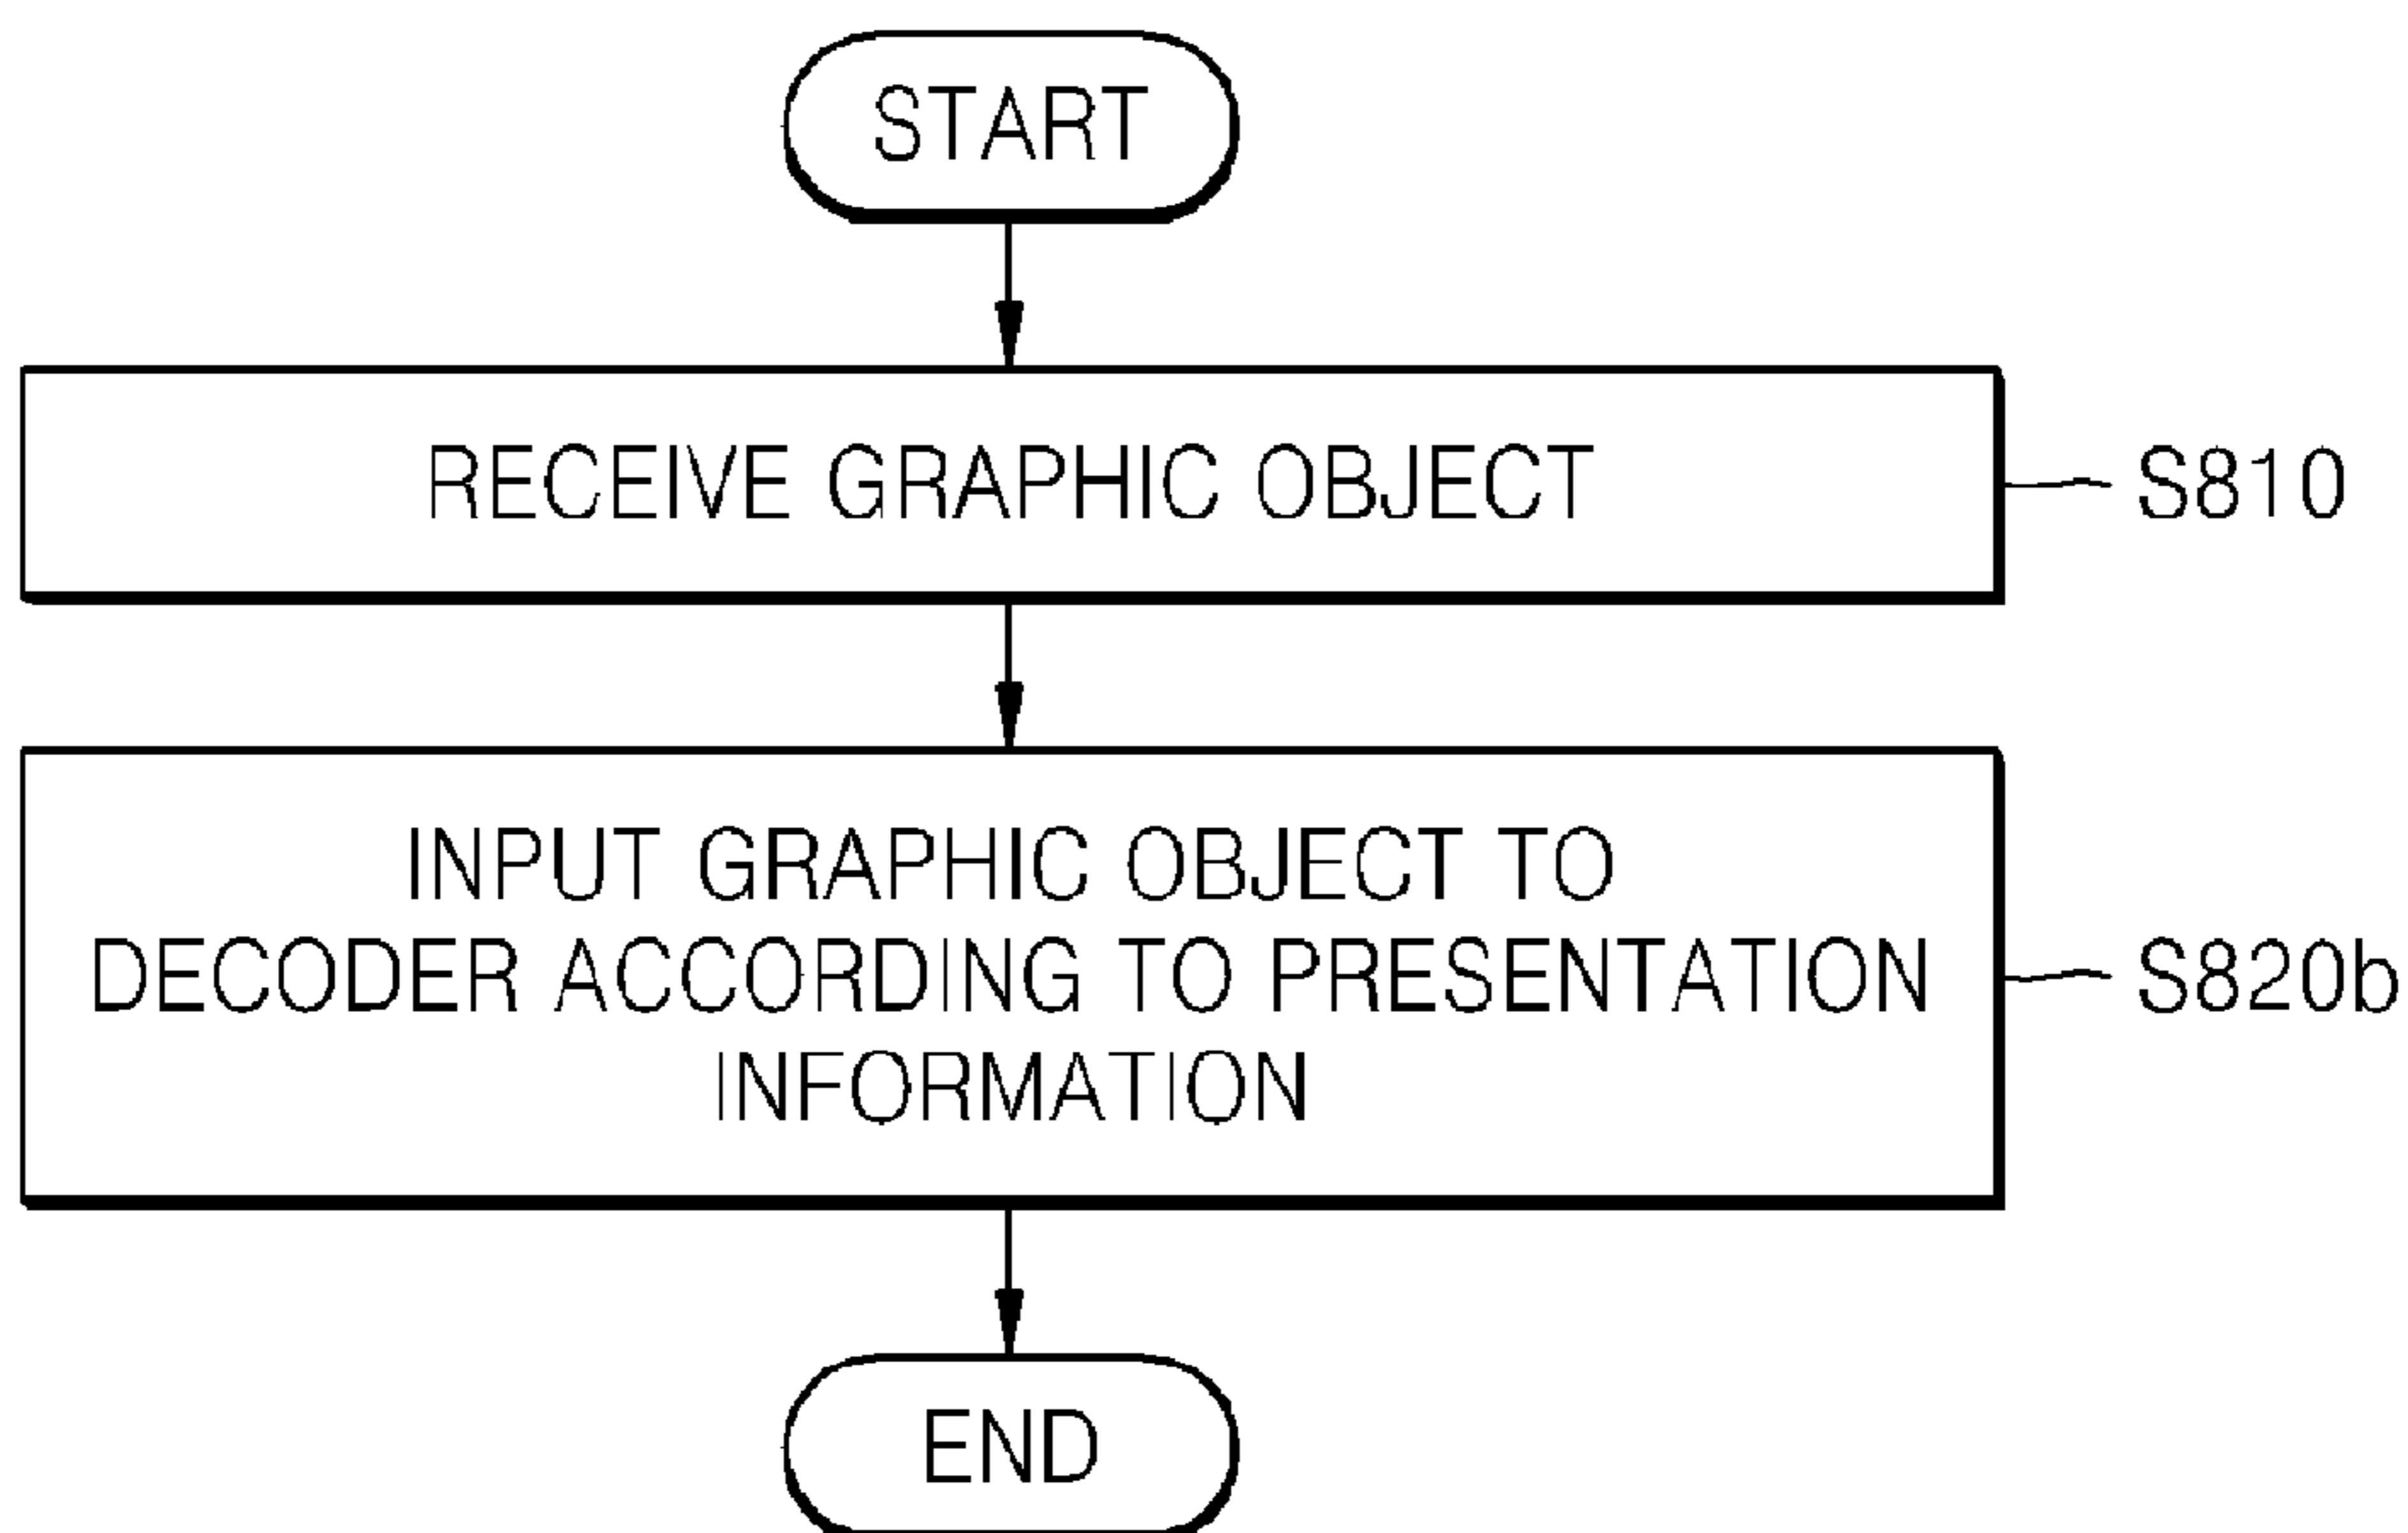 START
RECEIVE GRAPHIC OBJECT
S810
INPUT GRAPHIC OBJECT TO
DECODER ACCORDING TO PRESENTATION
INFORMATION
S820b
END